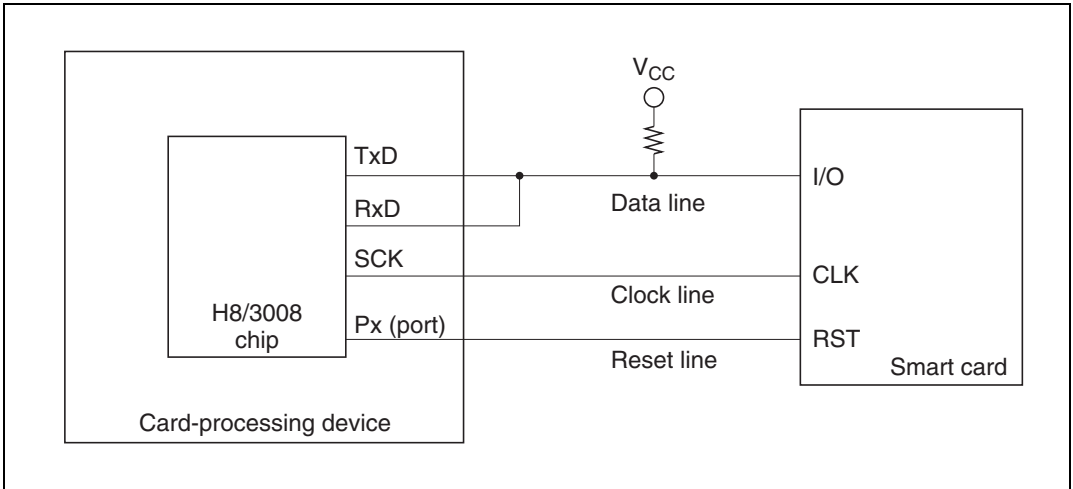 V_CC
TxD
I/O
Data line
RxD
SCK
CLK
Clock line
H8/3008
chip
Px (port)
RST
Reset line
Smart card
Card-processing device